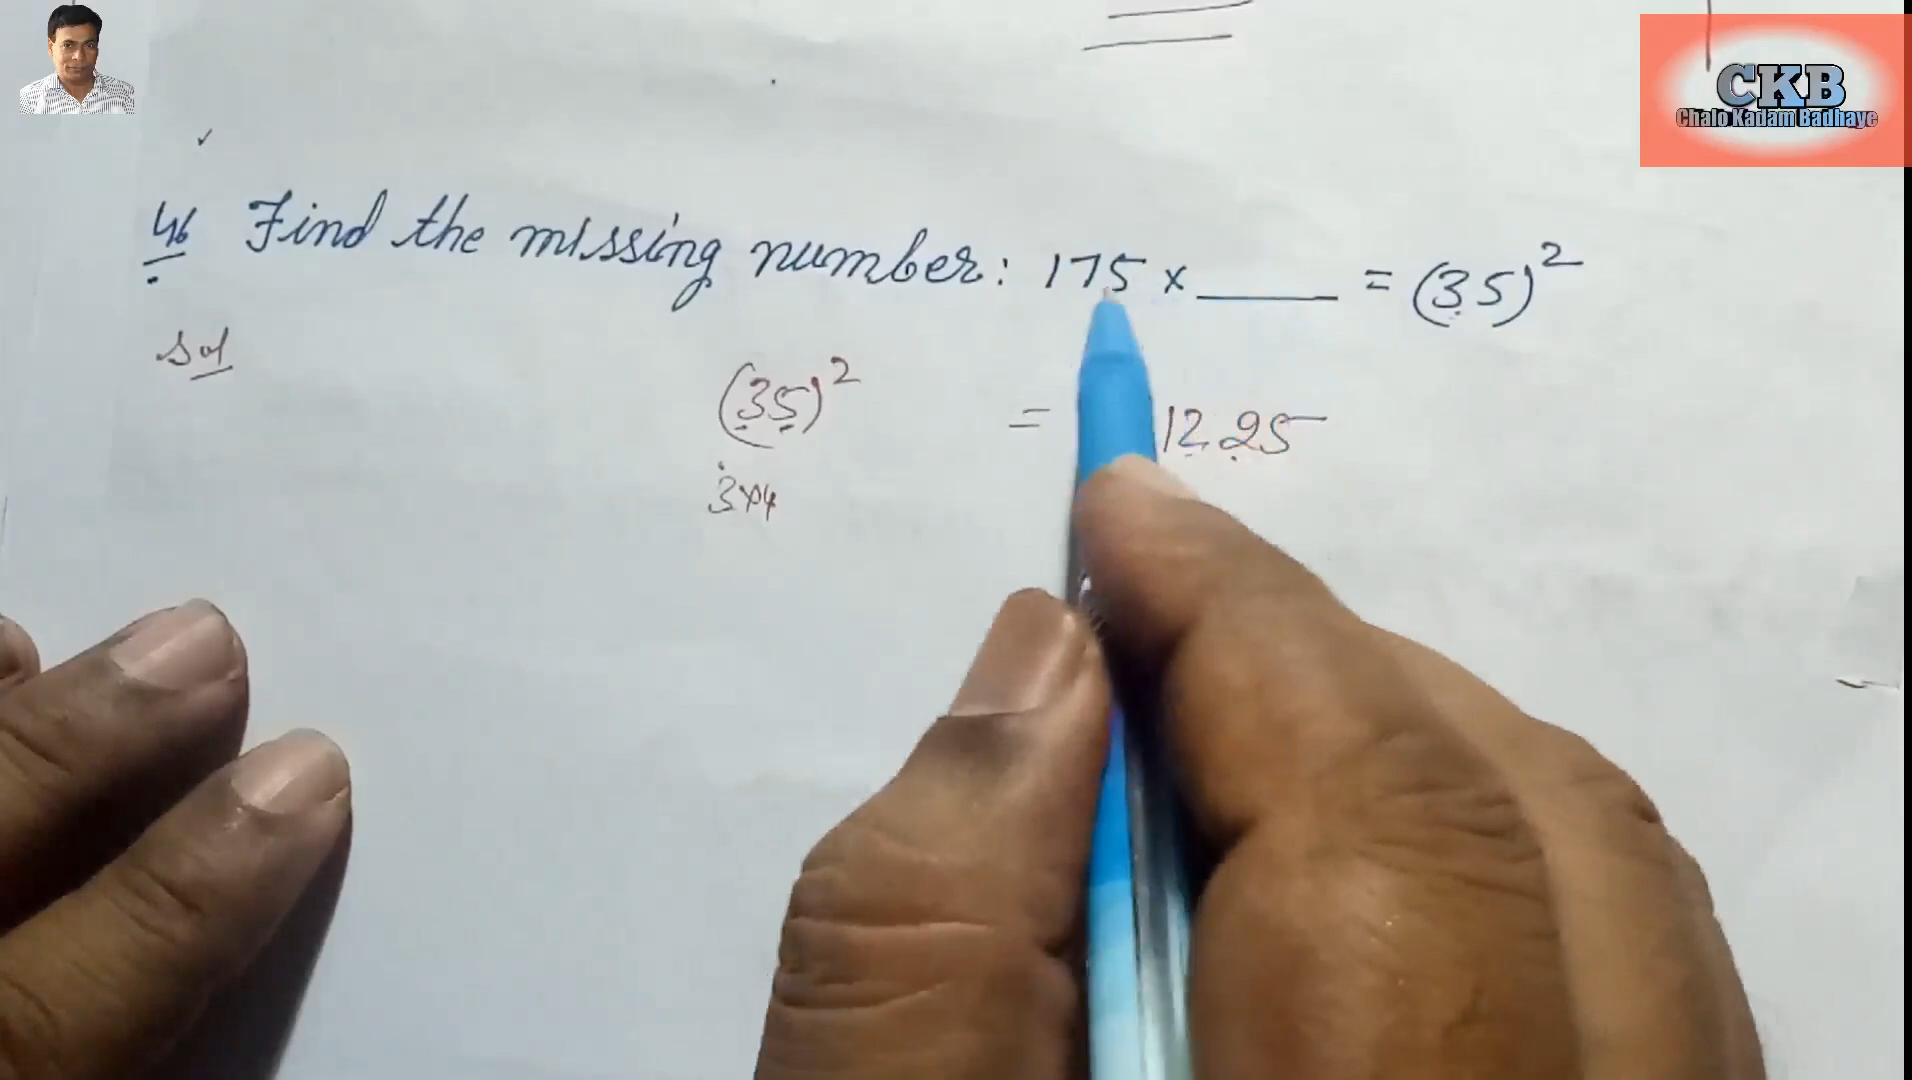 CKB
Chalo Kadam Badhaye
46 Find the missing number: 175 × ____ = (35)²
Sol
(35)² = 1225
3×4